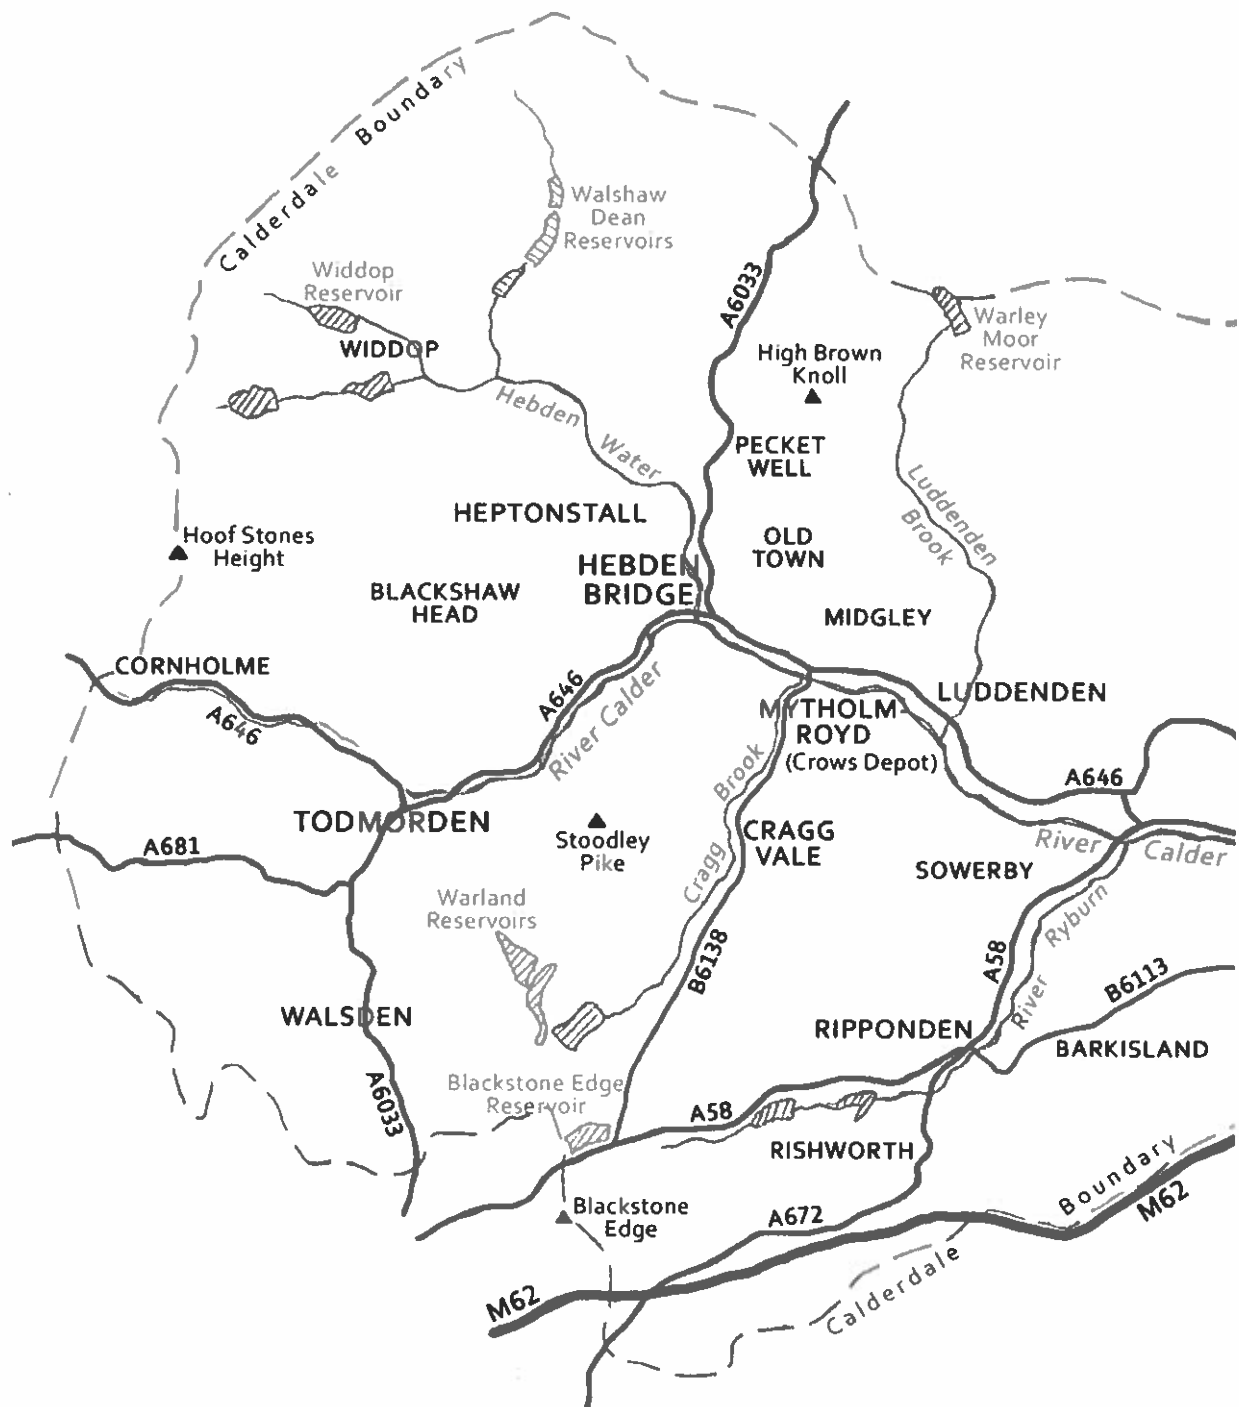 Calderdale Boundary
Walshaw
Dean
Reservoirs
Widdop
Reservoir
WIDDOP
A6033
Warley
Moor
Reservoir
High Brown
Knoll
Hebden
Water
PECKET
WELL
Luddenden
Brook
HEPTONSTALL
OLD
TOWN
Hoof Stones
Height
HEBDEN
BRIDGE
BLACKSHAW
HEAD
MIDGLEY
CORNHOLME
A646
A646
River Calder
LUDDENDEN
MYTHOLM-
ROYD
(Crows Depot)
Cragg Brook
A646
TODMORDEN
A681
Stoodley
Pike
CRAGG
VALE
River Calder
SOWERBY
Warland
Reservoirs
River Ryburn
A58
B6138
B6113
WALSDEN
RIPPONDEN
BARKISLAND
A6033
Blackstone Edge
Reservoir
A58
RISHWORTH
Blackstone
Edge
A672
Calderdale Boundary
M62
M62